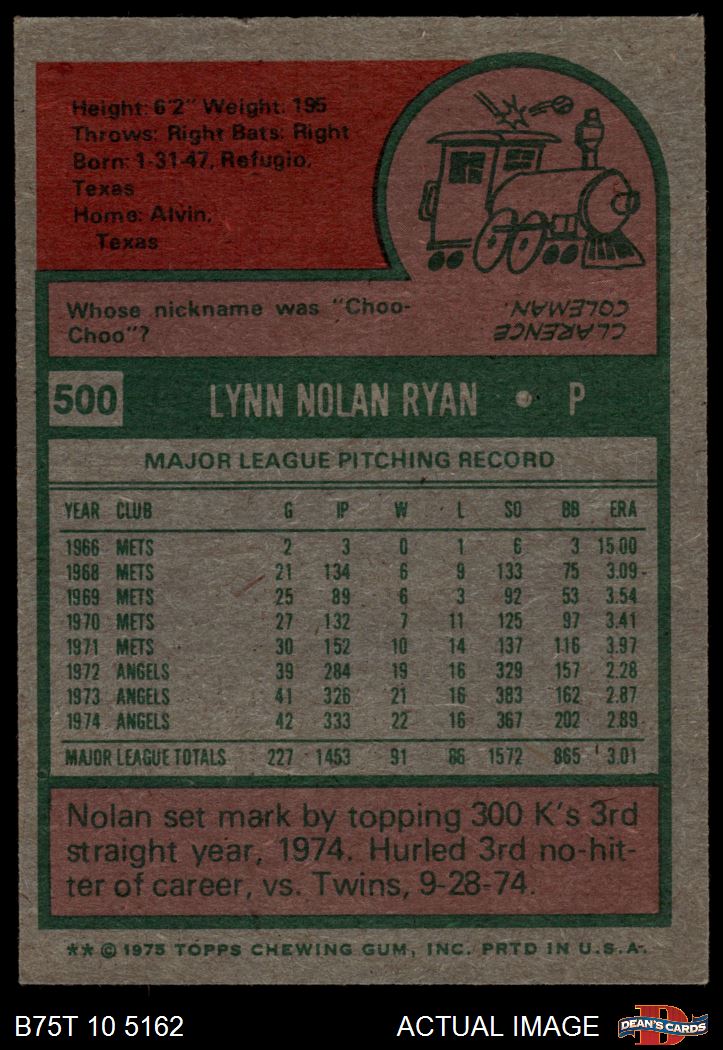 Height: 6'2" Weight: 195
Throws: Right Bats: Right
Born: 1-31-47, Refugio,
Texas
Home: Alvin,
Texas
Whose nickname was "Choo-
Choo"?
CLARENCE
COLEMAN.
500 LYNN NOLAN RYAN • P
MAJOR LEAGUE PITCHING RECORD
YEAR CLUB G IP W L SO BB ERA
1966 METS 2 3 0 1 6 3 15.00
1968 METS 21 134 6 9 133 75 3.09
1969 METS 25 89 6 3 92 53 3.54
1970 METS 27 132 7 11 125 97 3.41
1971 METS 30 152 10 14 137 116 3.97
1972 ANGELS 39 284 19 16 329 157 2.28
1973 ANGELS 41 326 21 16 383 162 2.87
1974 ANGELS 42 333 22 16 367 202 2.89
MAJOR LEAGUE TOTALS 227 1453 91 86 1572 865 3.01
Nolan set mark by topping 300 K's 3rd
straight year, 1974. Hurled 3rd no-hit-
ter of career, vs. Twins, 9-28-74.
** © 1975 TOPPS CHEWING GUM, INC. PRTD IN U.S.A.
B75T 10 5162 ACTUAL IMAGE DEAN'S CARDS